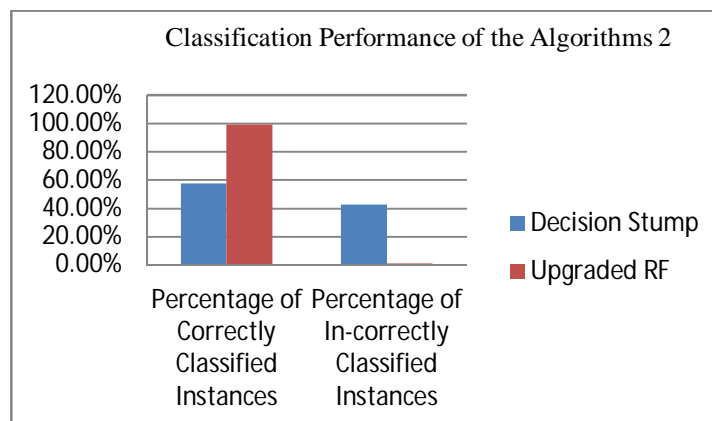 Classification Performance of the Algorithms 2
120.00%
100.00%
80.00%
60.00%
40.00%
20.00%
0.00%
Percentage of
Correctly
Classified
Instances
Percentage of
In-correctly
Classified
Instances
Decision Stump
Upgraded RF